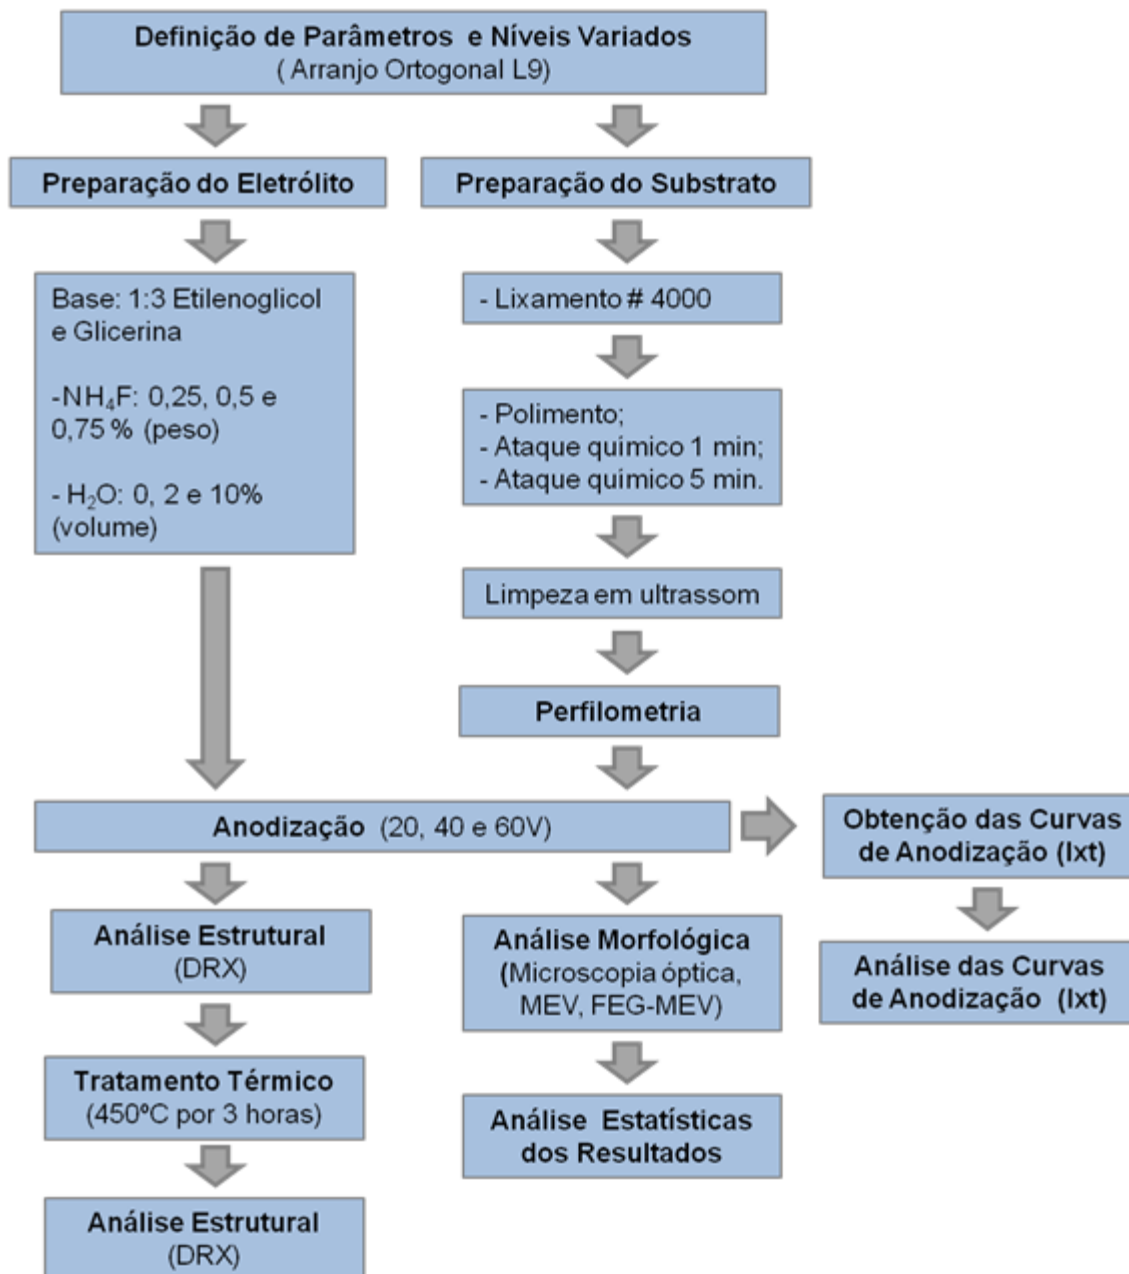 Definição de Parâmetros e Níveis Variados
( Arranjo Ortogonal L9)
Preparação do Eletrólito
Preparação do Substrato
Base: 1:3 Etilenoglicol
e Glicerina
-NH₄F: 0,25, 0,5 e
0,75 % (peso)
- H₂O: 0, 2 e 10%
(volume)
- Lixamento # 4000
- Polimento;
- Ataque químico 1 min;
- Ataque químico 5 min.
Limpeza em ultrassom
Perfilometria
Anodização (20, 40 e 60V)
Obtenção das Curvas
de Anodização (Ixt)
Análise das Curvas
de Anodização (Ixt)
Análise Estrutural
(DRX)
Tratamento Térmico
(450ºC por 3 horas)
Análise Estrutural
(DRX)
Análise Morfológica
(Microscopia óptica,
MEV, FEG-MEV)
Análise Estatísticas
dos Resultados